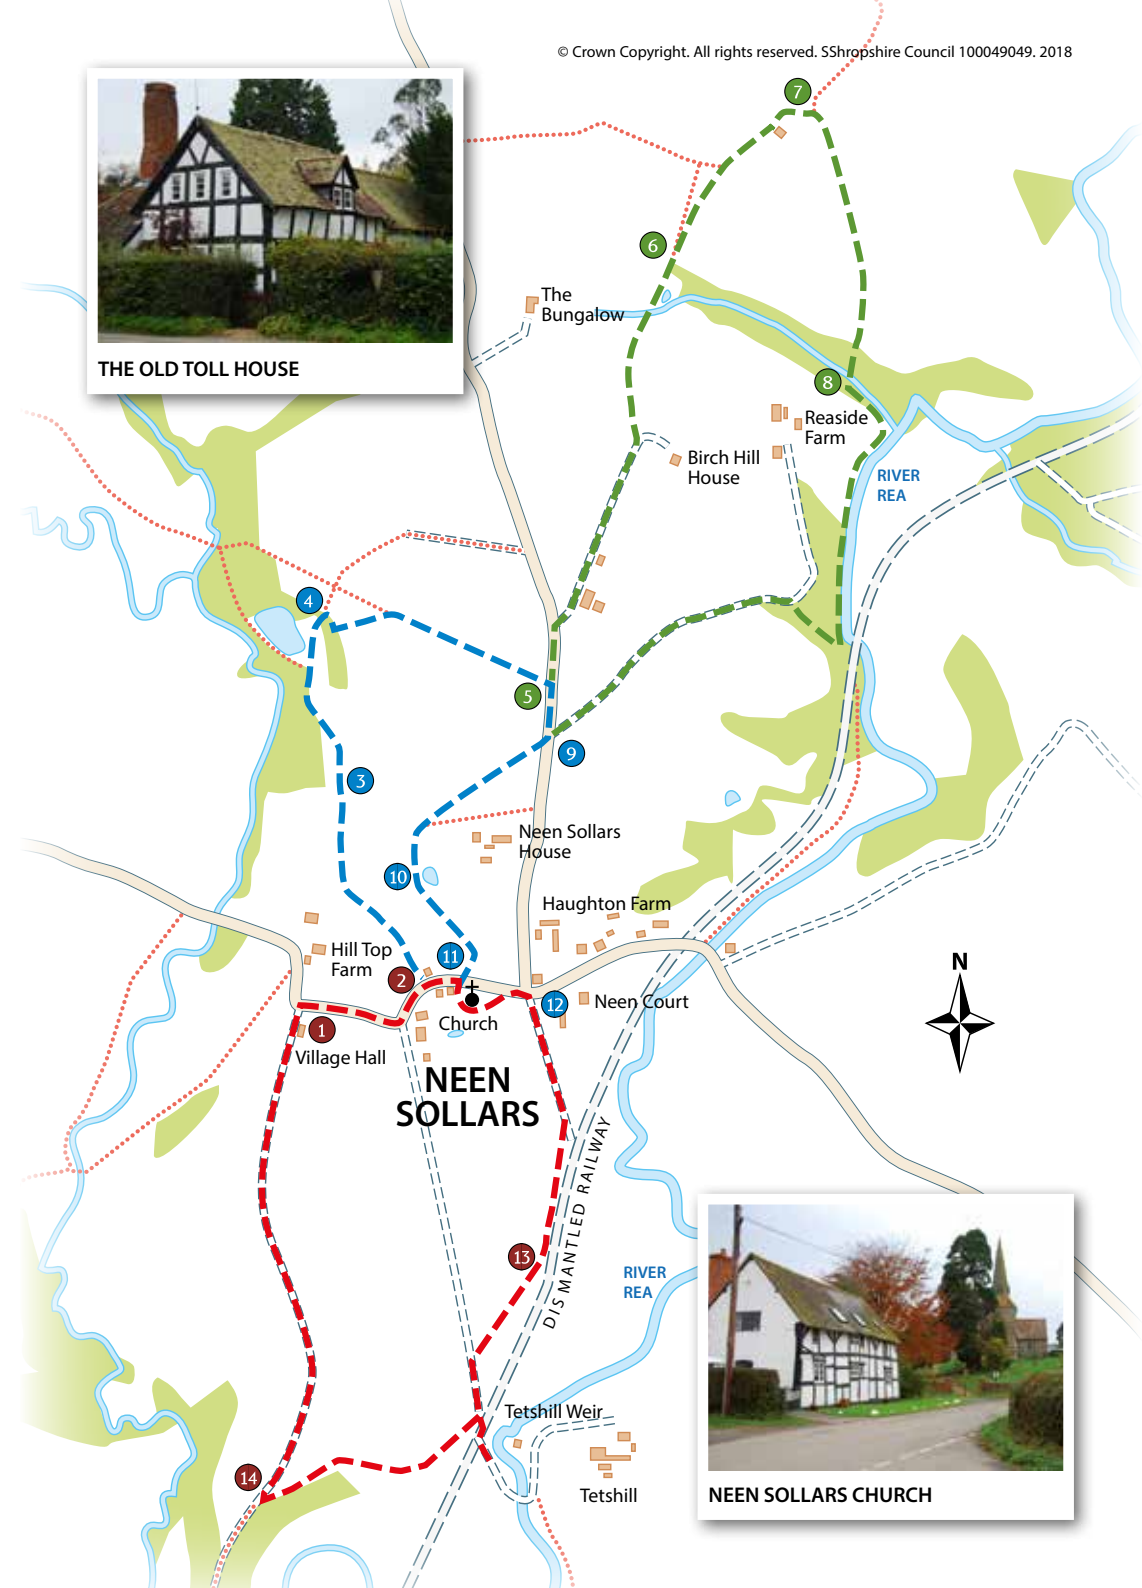 © Crown Copyright. All rights reserved. SShropshire Council 100049049. 2018
7
6
The
Bungalow
THE OLD TOLL HOUSE
8
Reaside
Farm
Birch Hill
House
RIVER
REA
4
5
9
3
Neen Sollars
House
10
Haughton Farm
Hill Top
Farm
11
2
N
12
Neen Court
Church
1
Village Hall
NEEN
SOLLARS
DISMANTLED RAILWAY
13
RIVER
REA
Tetshill Weir
14
Tetshill
NEEN SOLLARS CHURCH